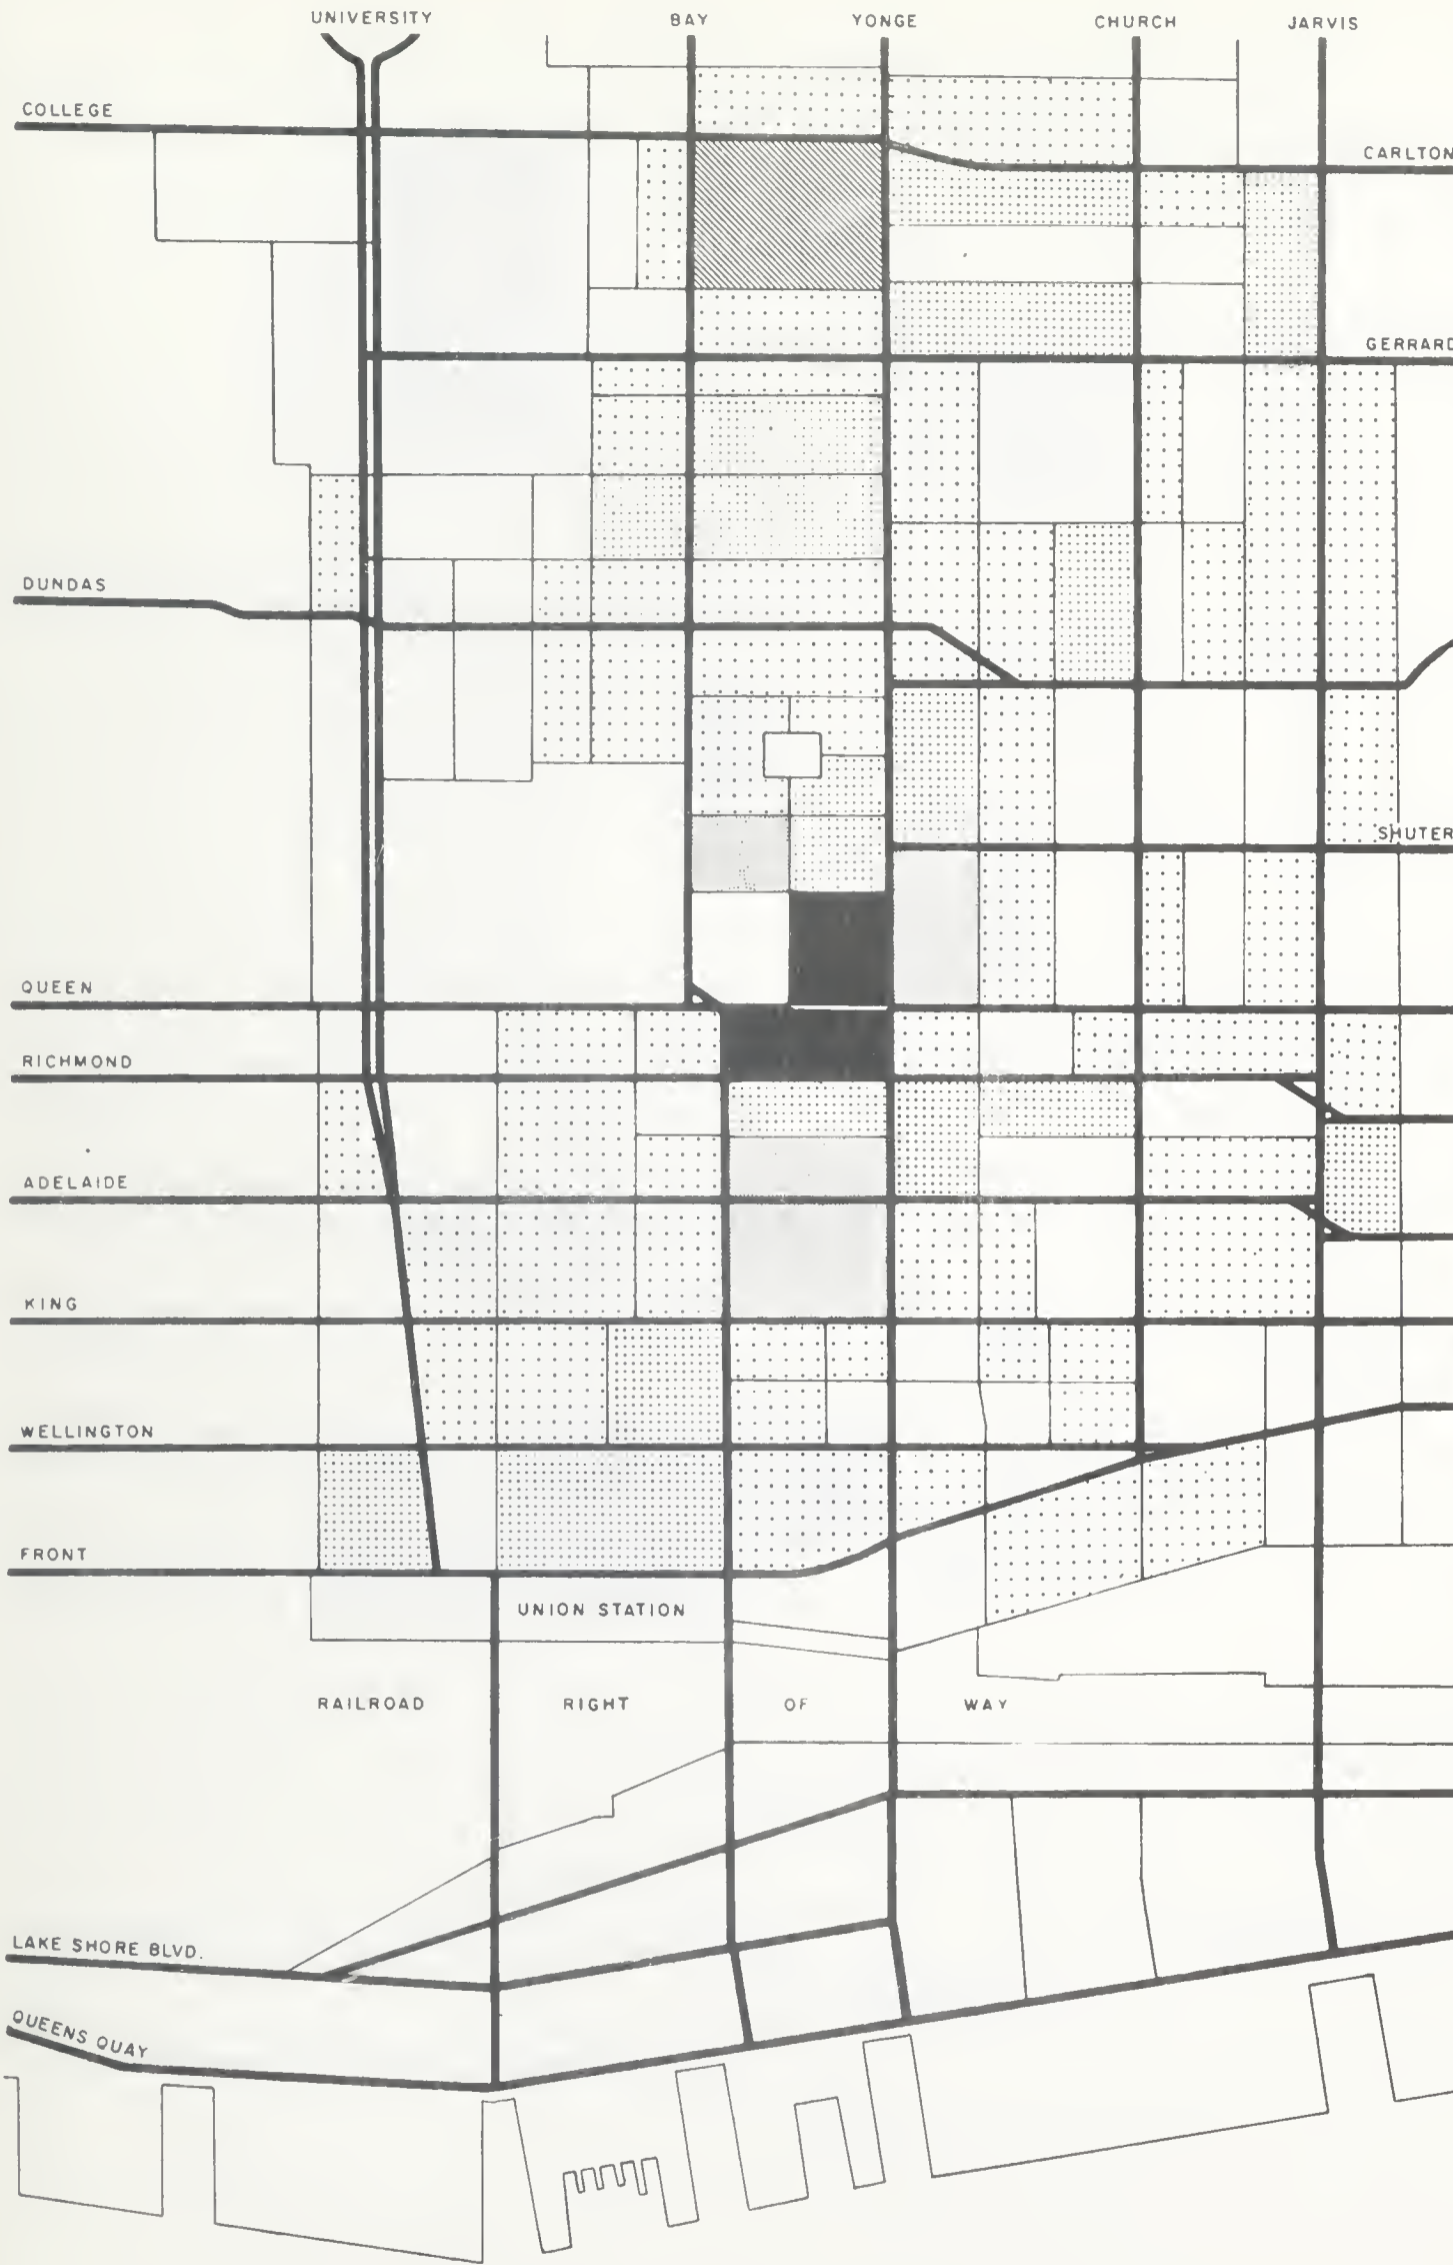 UNIVERSITY BAY YONGE CHURCH JARVIS
COLLEGE
CARLTON
GERRARD
DUNDAS
SHUTER
QUEEN
RICHMOND
ADELAIDE
KING
WELLINGTON
FRONT
UNION STATION
RAILROAD RIGHT OF WAY
LAKE SHORE BLVD.
QUEENS QUAY